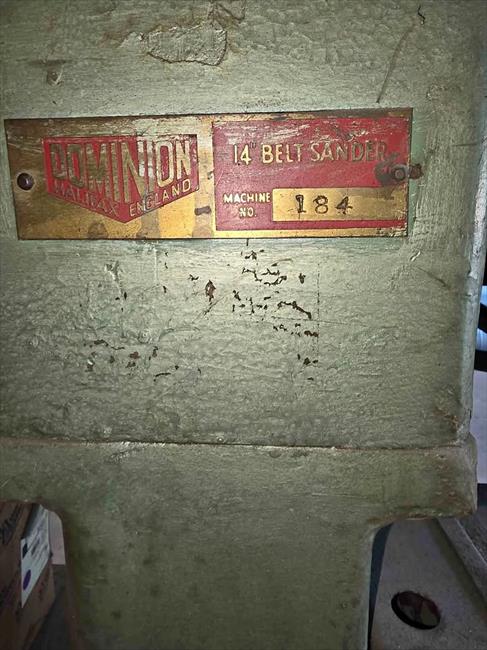 DOMINION
HALIFAX ENGLAND
14" BELT SANDER
MACHINE
NO.
184